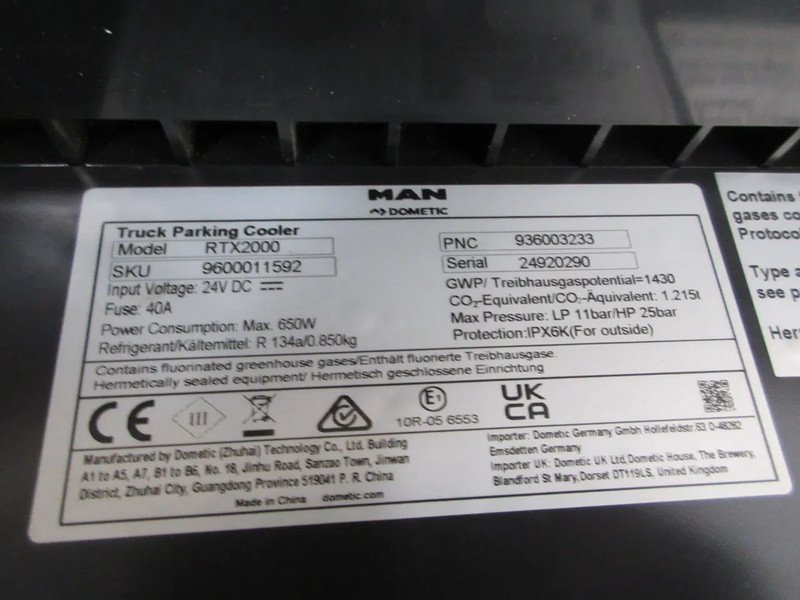 MAN
DOMETIC
Truck Parking Cooler
Model RTX2000
SKU 9600011592
Input Voltage: 24V DC
Fuse: 40A
Power Consumption: Max. 650W
Refrigerant/Kältemittel: R 134a/0.850kg
PNC 936003233
Serial 24920290
GWP/ Treibhausgaspotential=1430
CO₂-Equivalent/CO₂-Äquivalent: 1.215t
Max Pressure: LP 11bar/HP 25bar
Protection:IPX6K(For outside)
Contains fluorinated greenhouse gases/Enthält fluorierte Treibhausgase.
Hermetically sealed equipment/ Hermetisch geschlossene Einrichtung
CE
III
E1
10R-05 6553
UK
CA
Manufactured by Dometic (Zhuhai) Technology Co., Ltd. Building
A1 to A5, A7, B1 to B6, No. 18, Jinhu Road, Sanzao Town, Jinwan
District, Zhuhai City, Guangdong Province 519041 P. R. China
Made in China dometic.com
Importer: Dometic Germany GmbH Hollefeldstr.63 D-48282
Emsdetten Germany
Importer UK: Dometic UK Ltd, Dometic House, The Brewery,
Blandford St Mary, Dorset DT119LS, United Kingdom
Contains
gases co
Protoco
Type a
see p
Her